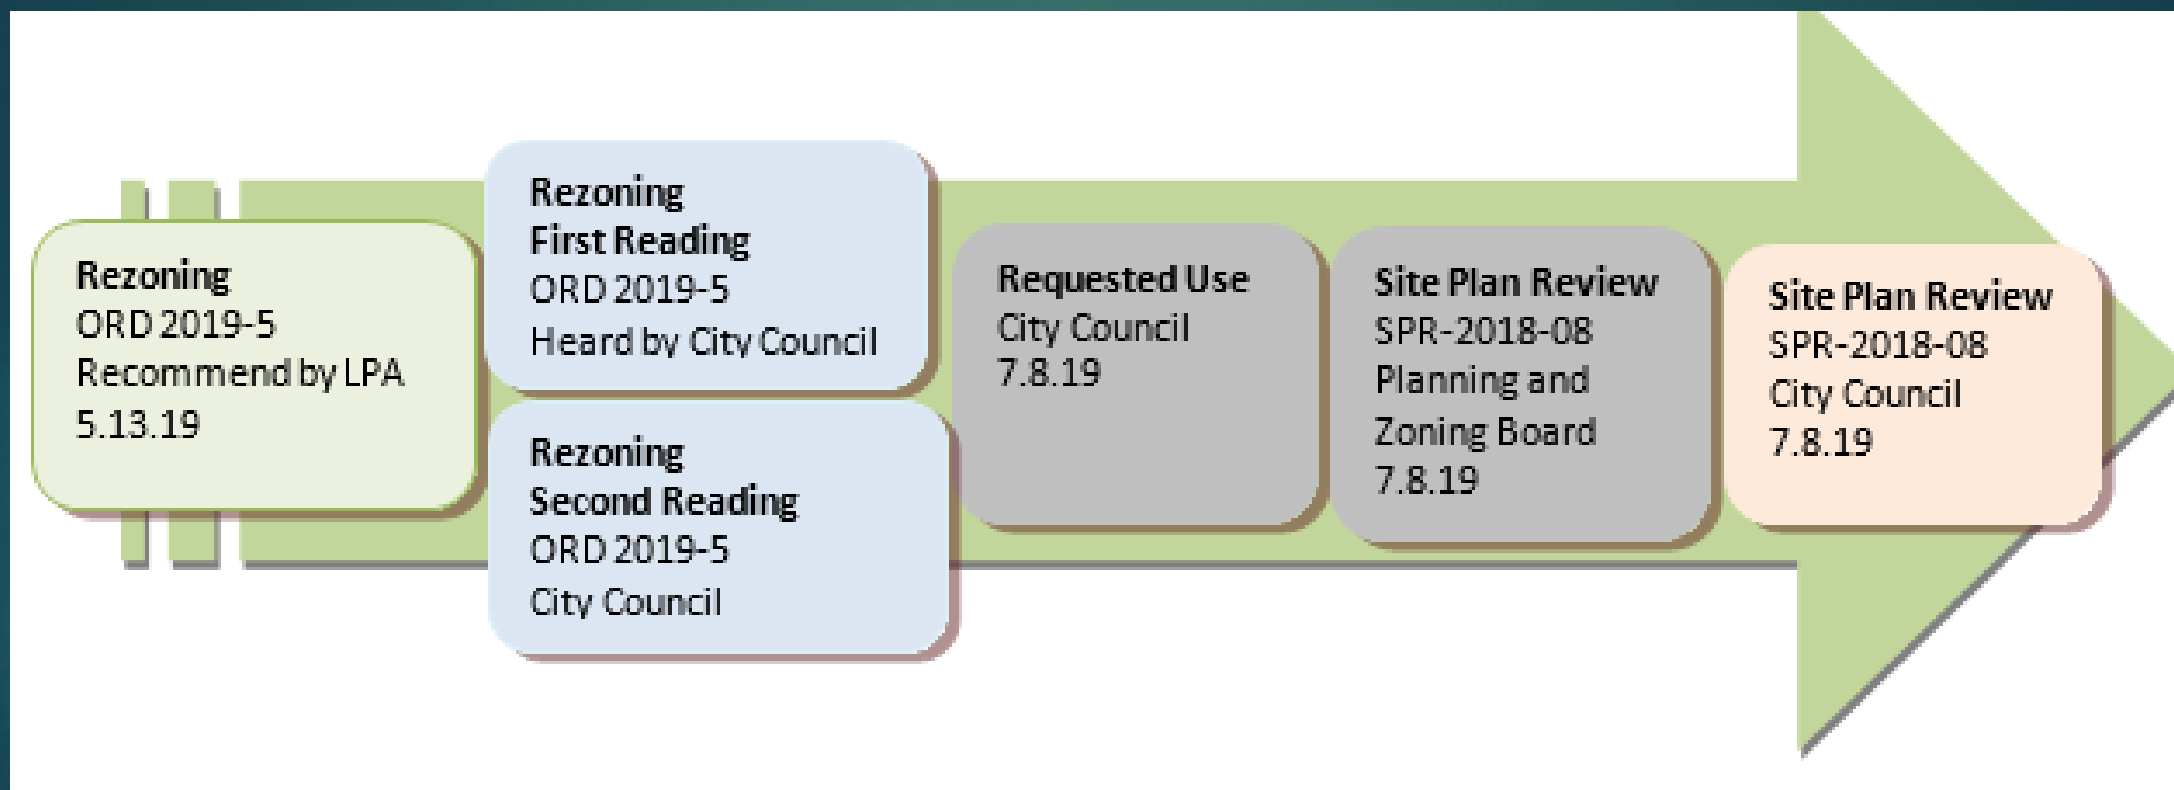 Rezoning
ORD 2019-5
Recommend by LPA
5.13.19
Rezoning
First Reading
ORD 2019-5
Heard by City Council
Rezoning
Second Reading
ORD 2019-5
City Council
Requested Use
City Council
7.8.19
Site Plan Review
SPR-2018-08
Planning and
Zoning Board
7.8.19
Site Plan Review
SPR-2018-08
City Council
7.8.19